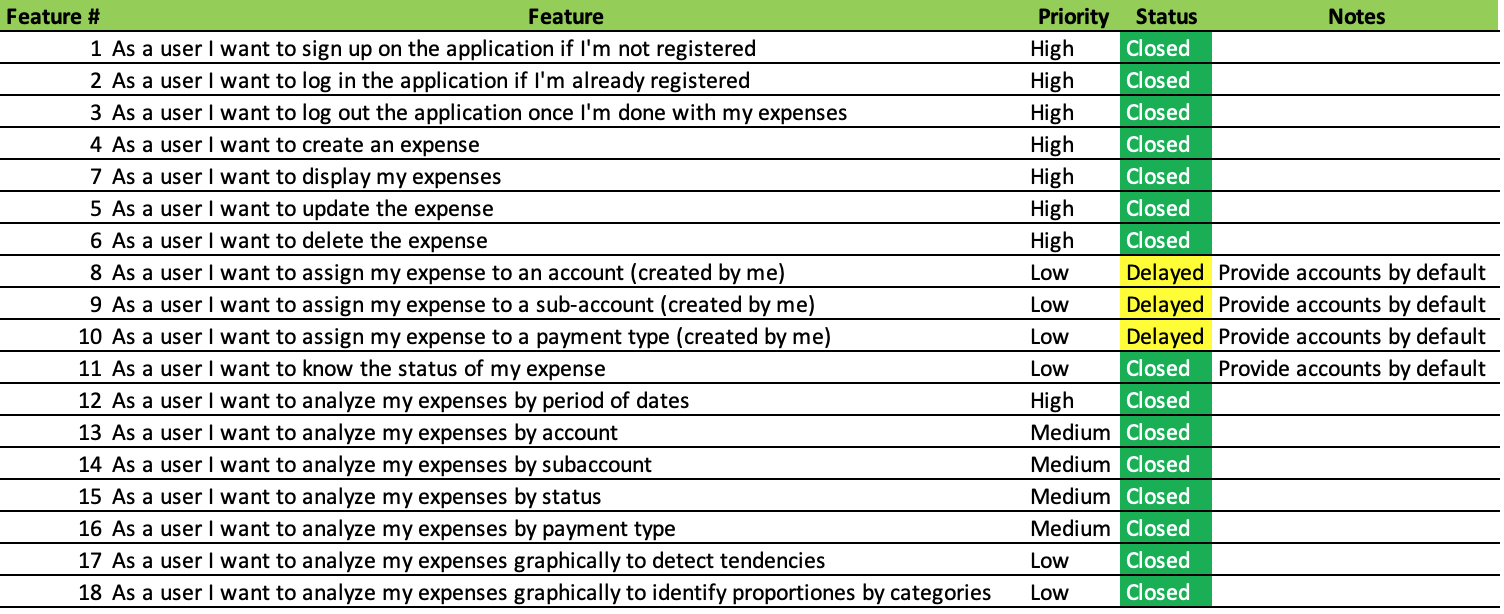 Feature # Feature Priority Status Notes
1 As a user I want to sign up on the application if I'm not registered High Closed
2 As a user I want to log in the application if I'm already registered High Closed
3 As a user I want to log out the application once I'm done with my expenses High Closed
4 As a user I want to create an expense High Closed
7 As a user I want to display my expenses High Closed
5 As a user I want to update the expense High Closed
6 As a user I want to delete the expense High Closed
8 As a user I want to assign my expense to an account (created by me) Low Delayed Provide accounts by default
9 As a user I want to assign my expense to a sub-account (created by me) Low Delayed Provide accounts by default
10 As a user I want to assign my expense to a payment type (created by me) Low Delayed Provide accounts by default
11 As a user I want to know the status of my expense Low Closed Provide accounts by default
12 As a user I want to analyze my expenses by period of dates High Closed
13 As a user I want to analyze my expenses by account Medium Closed
14 As a user I want to analyze my expenses by subaccount Medium Closed
15 As a user I want to analyze my expenses by status Medium Closed
16 As a user I want to analyze my expenses by payment type Medium Closed
17 As a user I want to analyze my expenses graphically to detect tendencies Low Closed
18 As a user I want to analyze my expenses graphically to identify proportiones by categories Low Closed